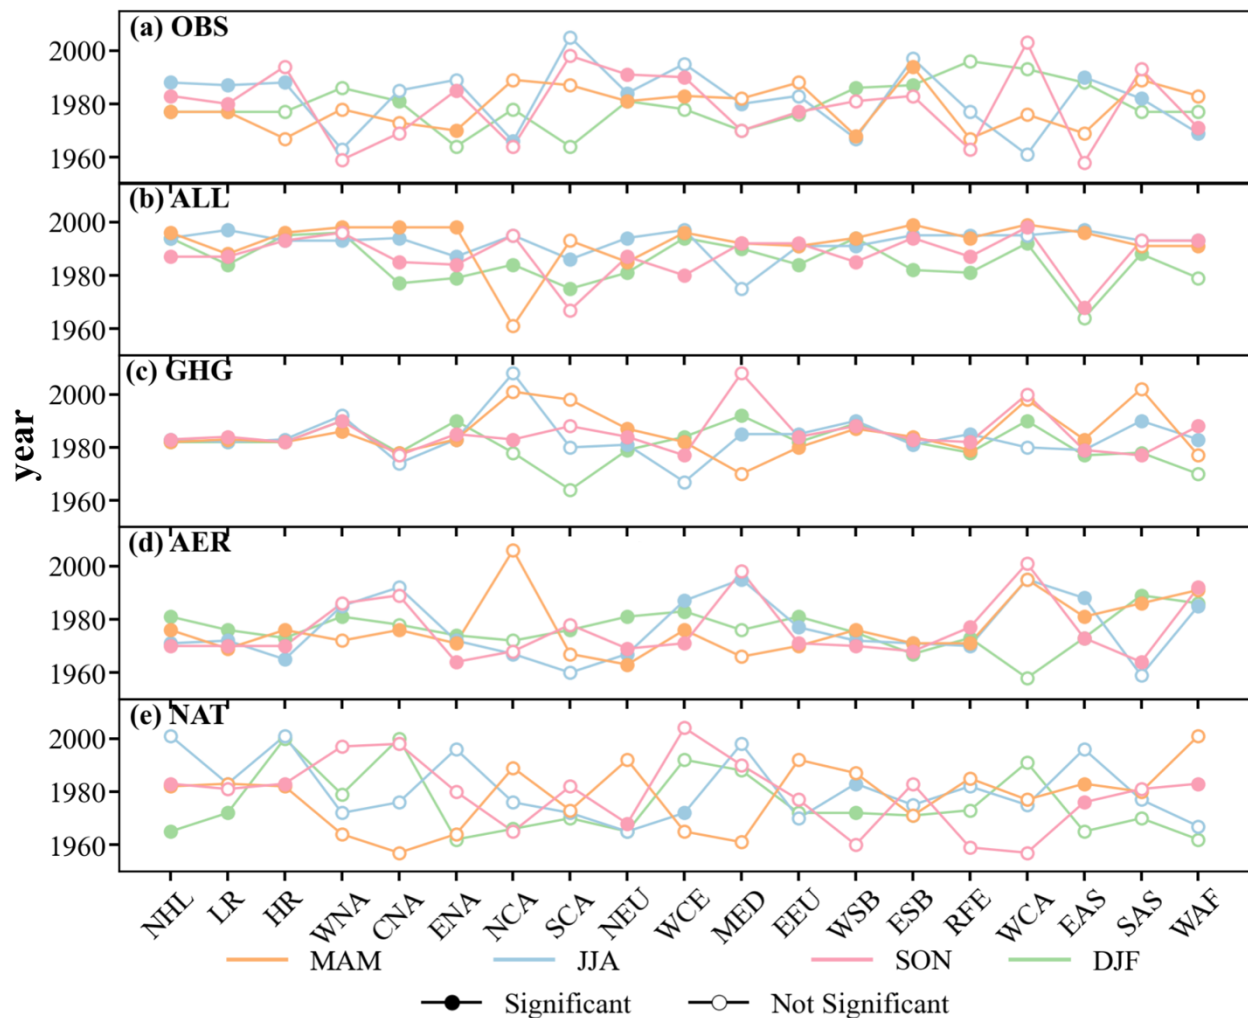 (a) OBS
2000
1980
1960
(b) ALL
2000
1980
1960
(c) GHG
2000
1980
1960
(d) AER
2000
1980
1960
(e) NAT
2000
1980
1960
year
NHL LR HR WNA CNA ENA NCA SCA NEU WCE MED EEU WSB ESB RFE WCA EAS SAS WAF
MAM JJA SON DJF
Significant Not Significant